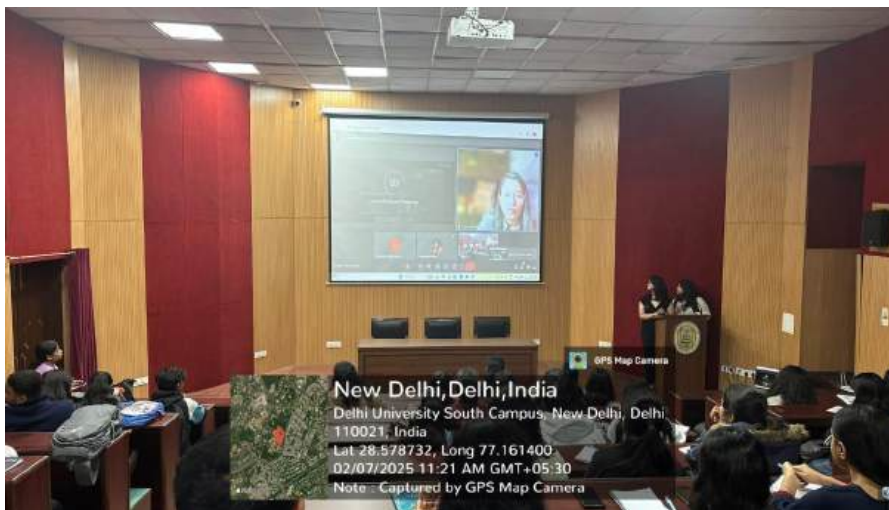 GPS Map Camera
New Delhi,Delhi,India
Delhi University South Campus, New Delhi, Delhi
110021, India
Lat 28.578732, Long 77.161400
02/07/2025 11:21 AM GMT+05:30
Note : Captured by GPS Map Camera